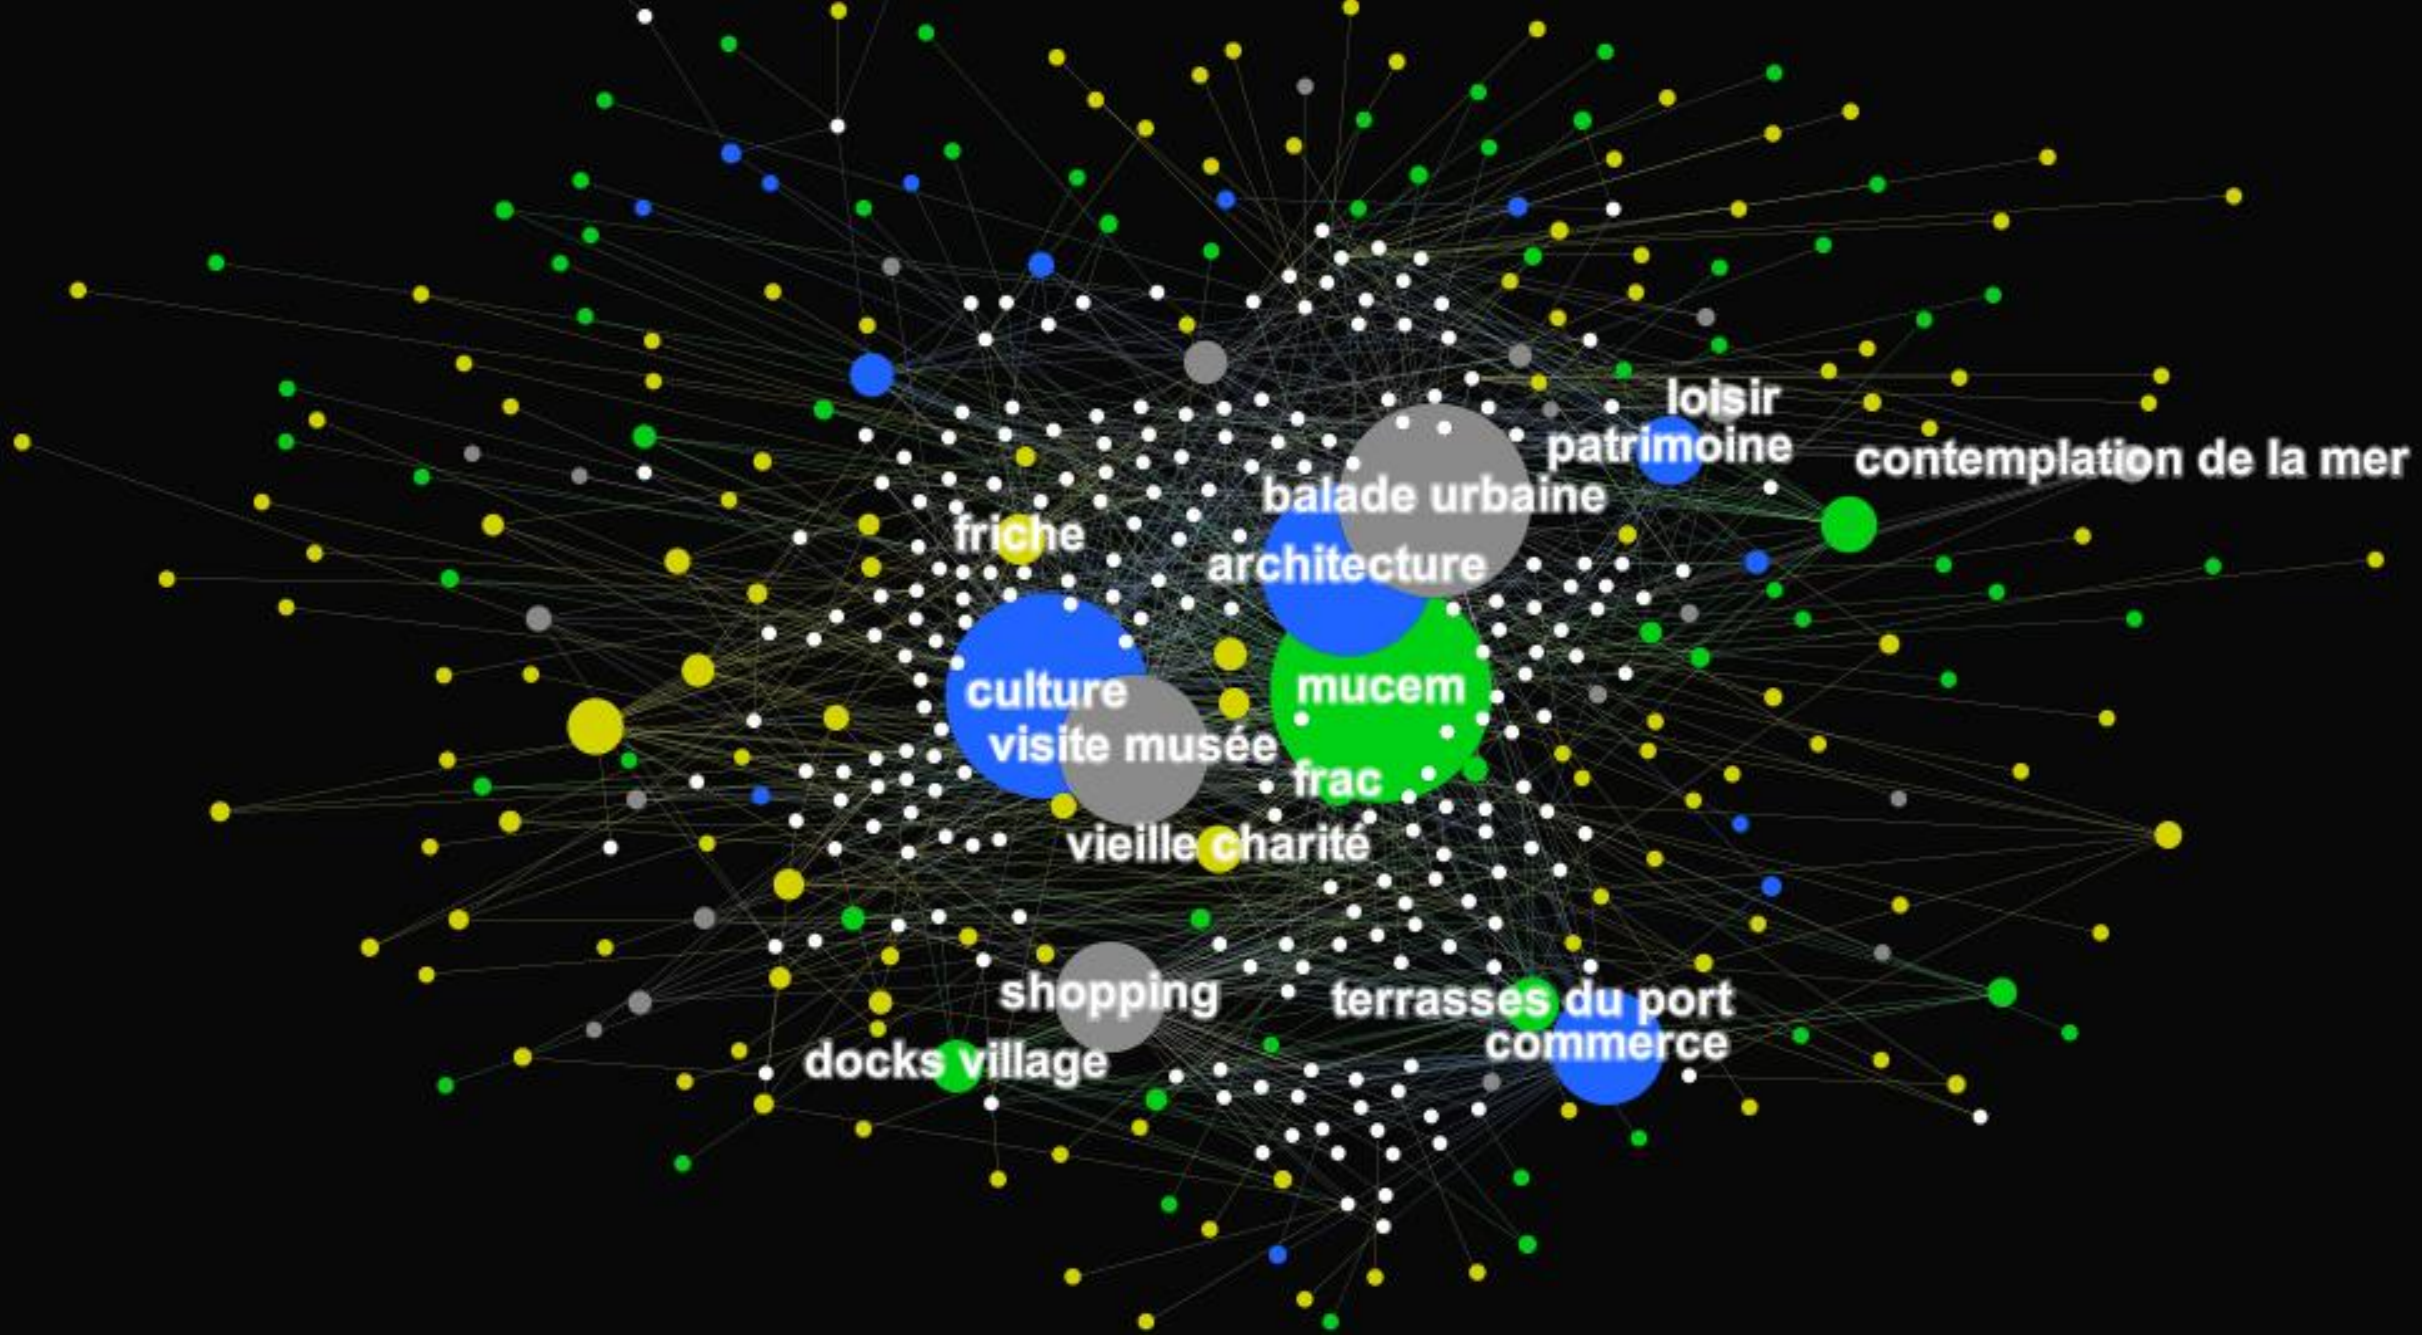 loisir
patrimoine
contemplation de la mer
balade urbaine
friche
architecture
culture
mucem
visite musée
frac
vieille charité
shopping
terrasses du port
commerce
docks village